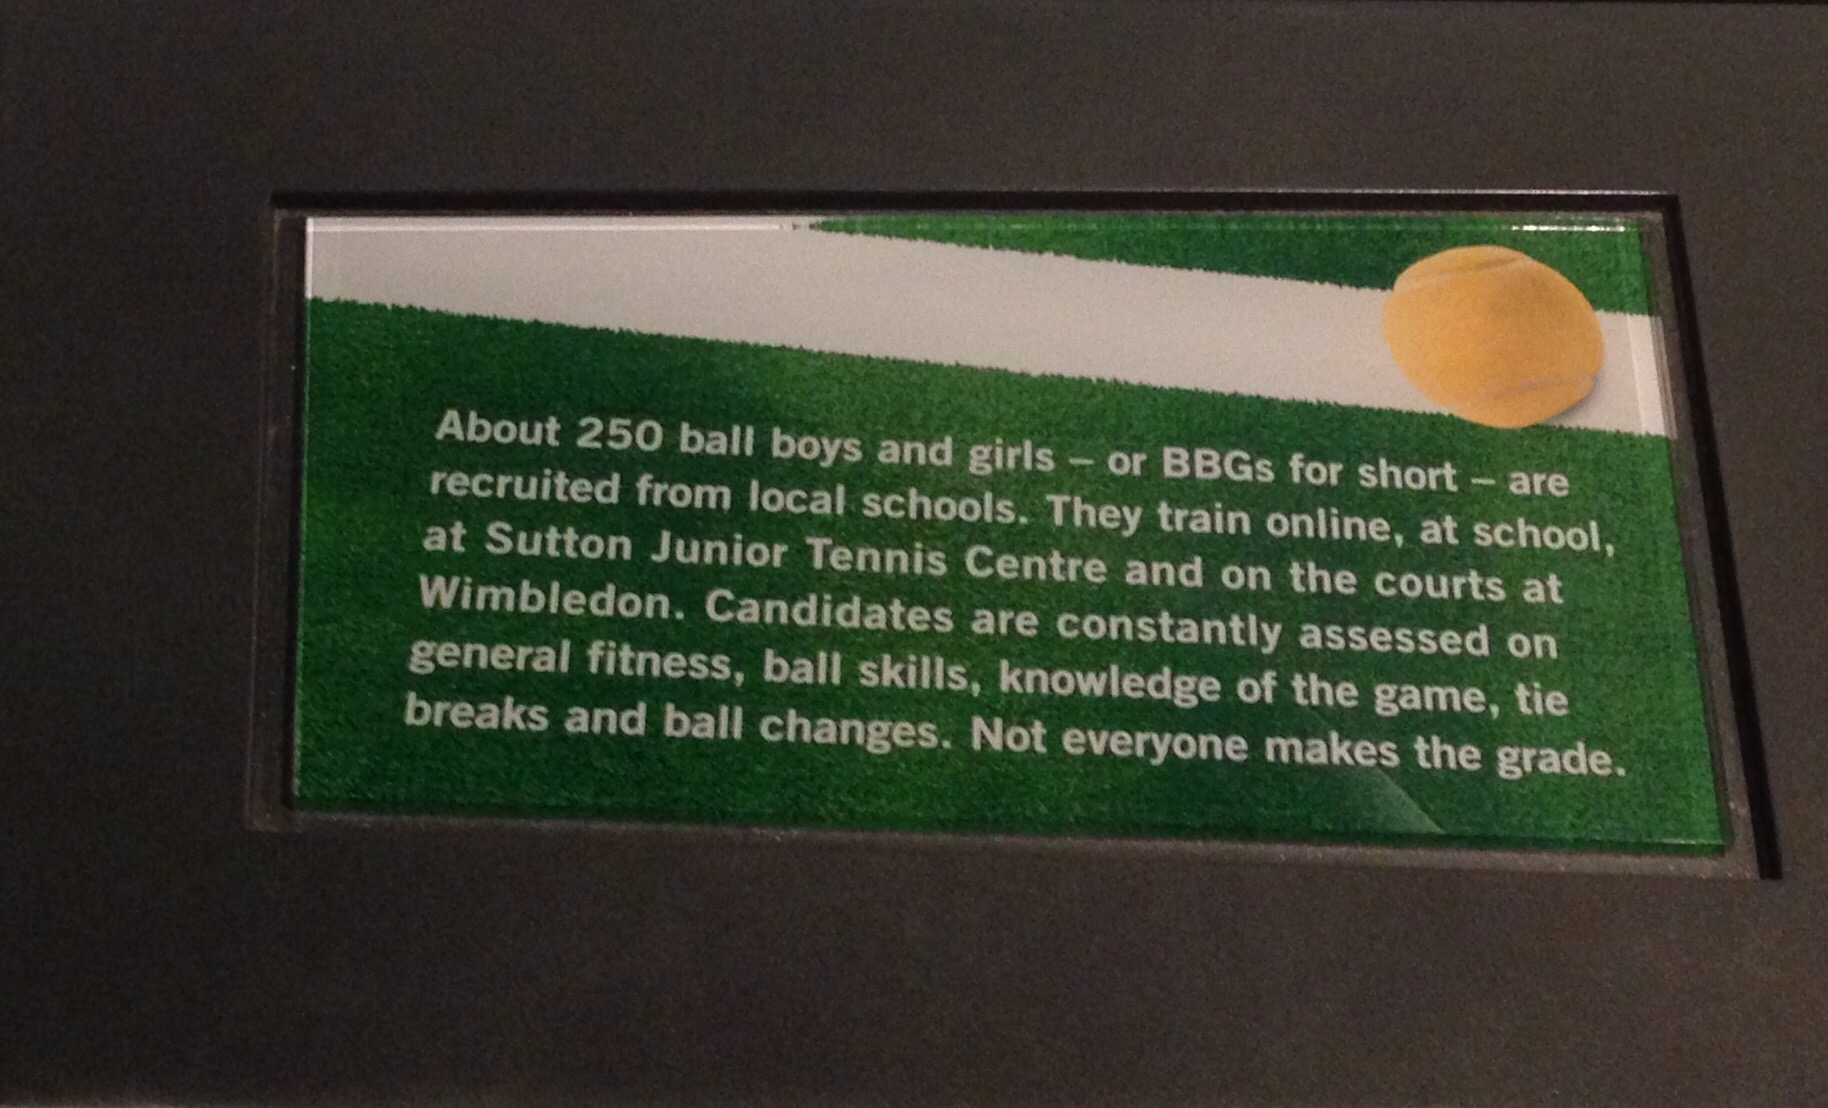 About 250 ball boys and girls – or BBGs for short – are
recruited from local schools. They train online, at school,
at Sutton Junior Tennis Centre and on the courts at
Wimbledon. Candidates are constantly assessed on
general fitness, ball skills, knowledge of the game, tie
breaks and ball changes. Not everyone makes the grade.